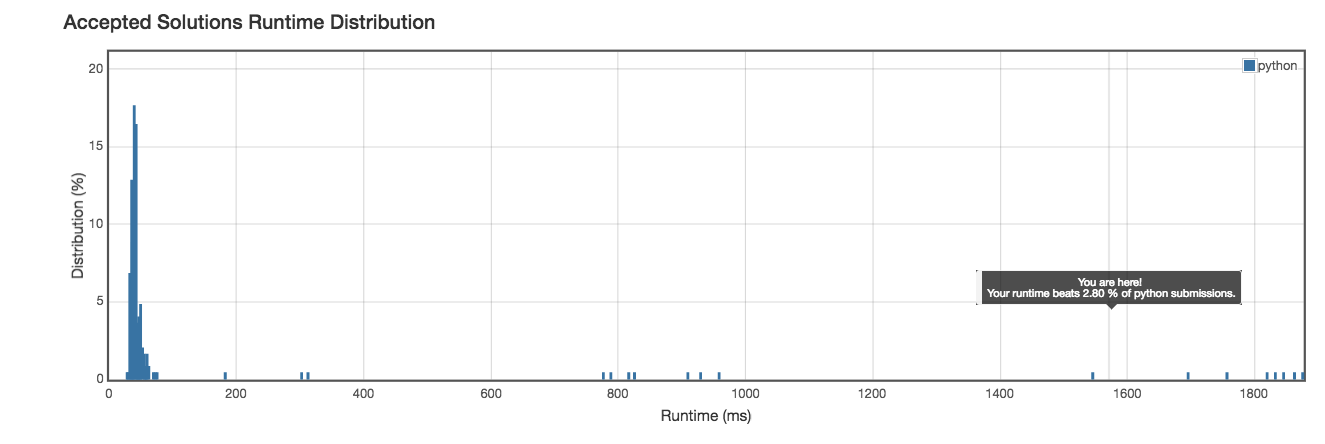 Accepted Solutions Runtime Distribution
20
python
15
Distribution (%)
10
You are here!
Your runtime beats 2.80 % of python submissions.
5
0
0 200 400 600 800 1000 1200 1400 1600 1800
Runtime (ms)